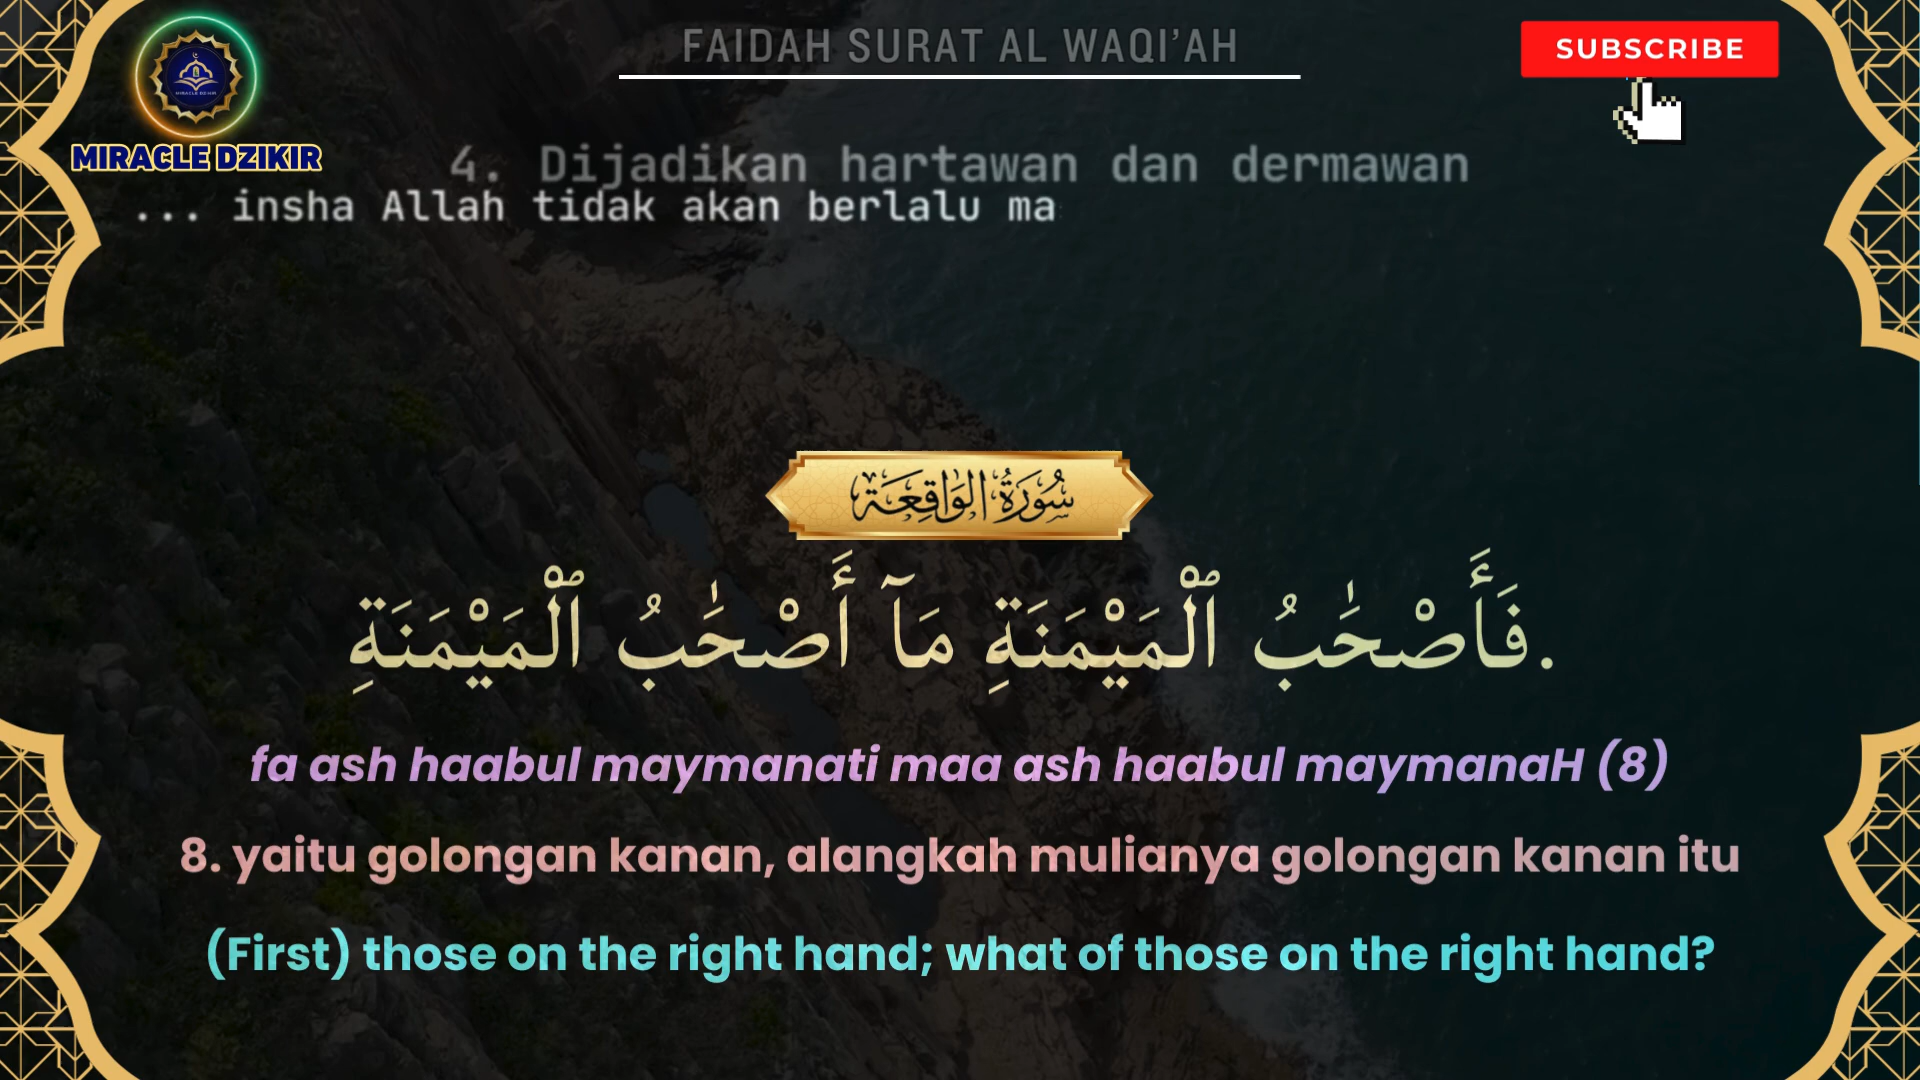 FAIDAH SURAT AL WAQI'AH
SUBSCRIBE
MIRACLE DZIKIR
4. Dijadikan hartawan dan dermawan
... insha Allah tidak akan berlalu ma
سُورَةُ الوَاقِعَة
فَأَصْحَٰبُ ٱلْمَيْمَنَةِ مَآ أَصْحَٰبُ ٱلْمَيْمَنَةِ.
fa ash haabul maymanati maa ash haabul maymanaH (8)
8. yaitu golongan kanan, alangkah mulianya golongan kanan itu
(First) those on the right hand; what of those on the right hand?